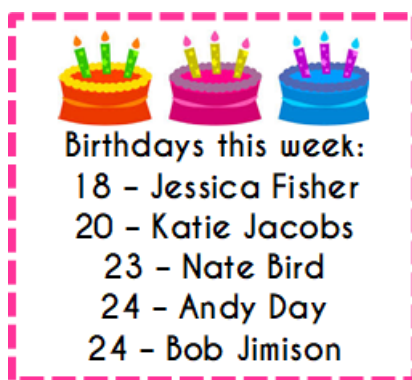 Birthdays this week:
18 – Jessica Fisher
20 – Katie Jacobs
23 – Nate Bird
24 – Andy Day
24 – Bob Jimison